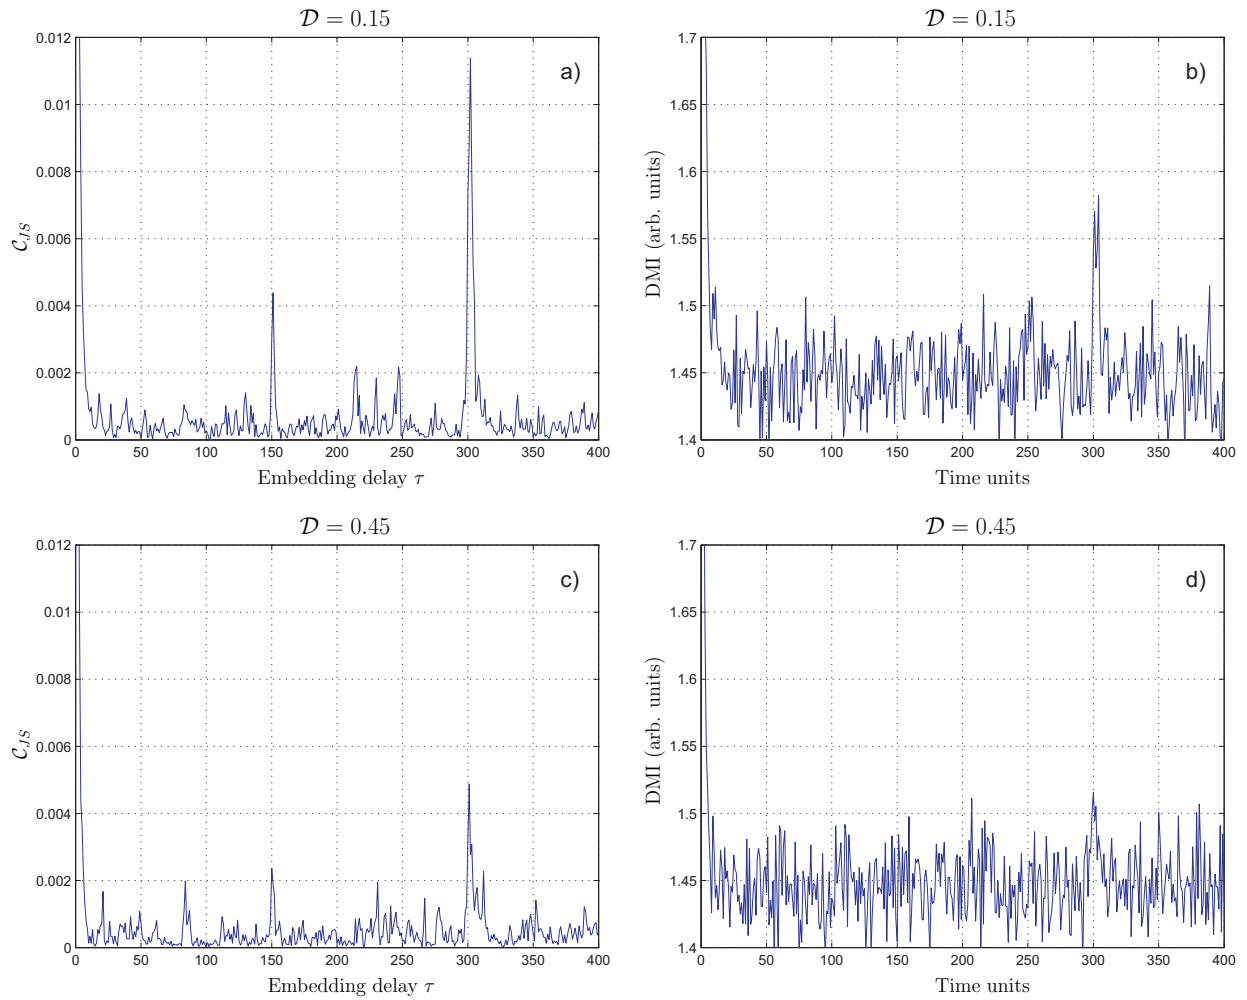 𝒟 = 0.15
a)
0.012
0.01
0.008
0.006
0.004
0.002
0
C_JS
0 50 100 150 200 250 300 350 400
Embedding delay τ
𝒟 = 0.15
b)
1.7
1.65
1.6
1.55
1.5
1.45
1.4
DMI (arb. units)
0 50 100 150 200 250 300 350 400
Time units
𝒟 = 0.45
c)
0.012
0.01
0.008
0.006
0.004
0.002
0
C_JS
0 50 100 150 200 250 300 350 400
Embedding delay τ
𝒟 = 0.45
d)
1.7
1.65
1.6
1.55
1.5
1.45
1.4
DMI (arb. units)
0 50 100 150 200 250 300 350 400
Time units